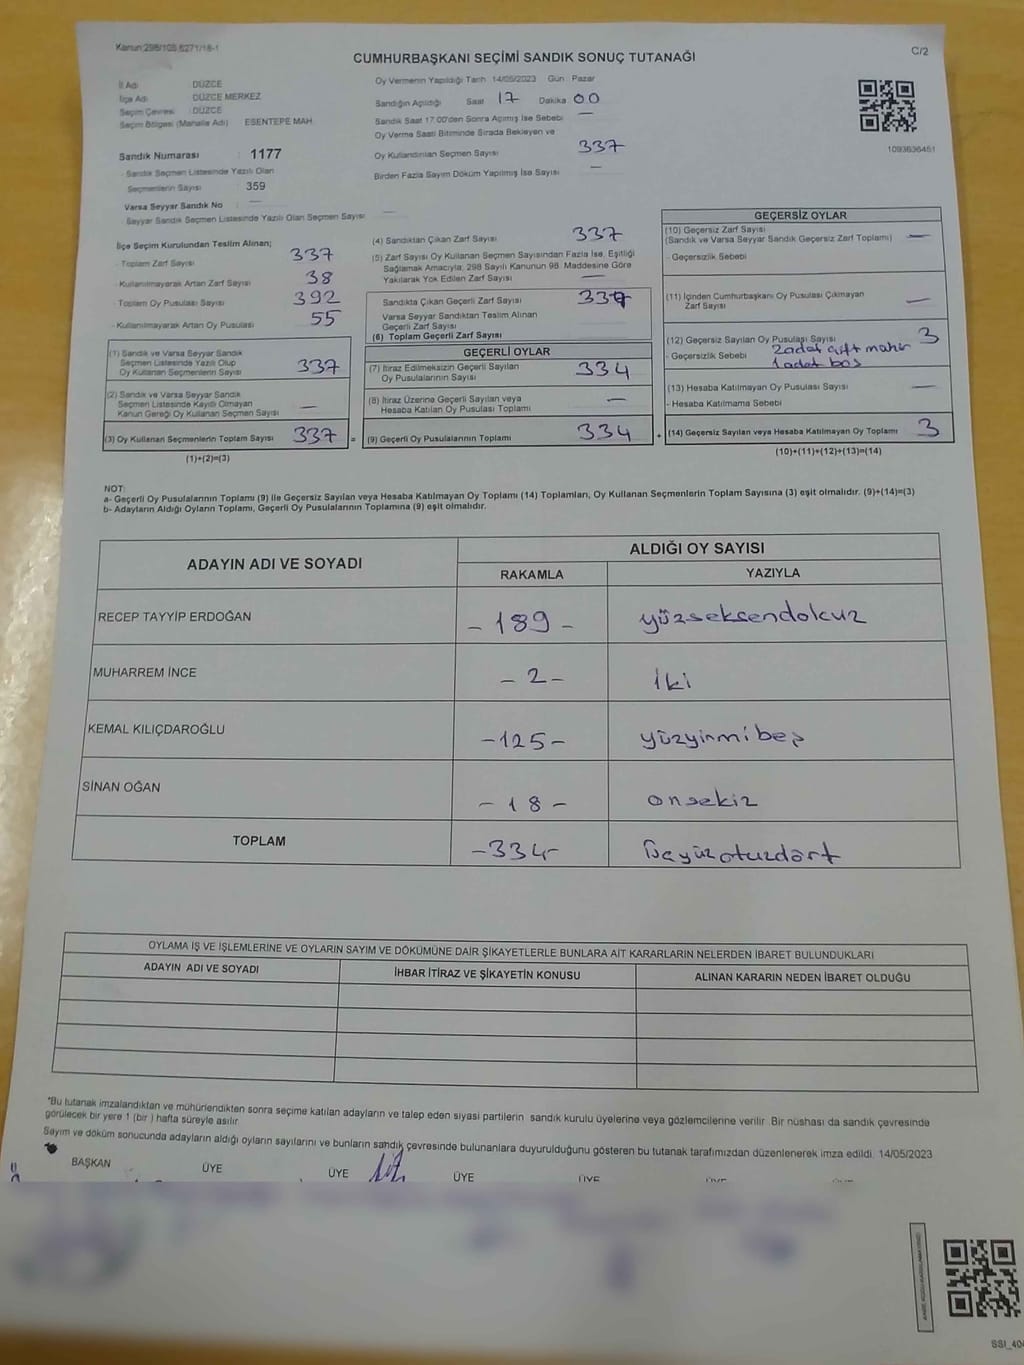 Kanun:298/105,6271/18-1
C/2
CUMHURBAŞKANI SEÇİMİ SANDIK SONUÇ TUTANAĞI
İl Adı : DÜZCE
İlçe Adı : DÜZCE MERKEZ
Seçim Çevresi : DÜZCE
Seçim Bölgesi (Mahalle Adı) ESENTEPE MAH.
Sandık Numarası : 1177
- Sandık Seçmen Listesinde Yazılı Olan
Seçmenlerin Sayısı : 359
Varsa Seyyar Sandık No : —
- Seyyar Sandık Seçmen Listesinde Yazılı Olan Seçmen Sayısı —
Oy Vermenin Yapıldığı Tarih 14/05/2023 Gün : Pazar
Sandığın Açıldığı Saat 17 Dakika 00
Sandık Saat 17:00'den Sonra Açılmış İse Sebebi —
Oy Verme Saati Bitiminde Sırada Bekleyen ve
Oy Kullandırılan Seçmen Sayısı 337
Birden Fazla Sayım Döküm Yapılmış İse Sayısı —
1093636451
İlçe Seçim Kurulundan Teslim Alınan;
- Toplam Zarf Sayısı 337
- Kullanılmayarak Artan Zarf Sayısı 38
- Toplam Oy Pusulası Sayısı 392
- Kullanılmayarak Artan Oy Pusulası 55
(1) Sandık ve Varsa Seyyar Sandık
Seçmen Listesinde Yazılı Olup
Oy Kullanan Seçmenlerin Sayısı 337
(2) Sandık ve Varsa Seyyar Sandık
Seçmen Listesinde Kayıtlı Olmayan
Kanun Gereği Oy Kullanan Seçmen Sayısı —
(3) Oy Kullanan Seçmenlerin Toplam Sayısı 337 =
(1)+(2)=(3)
(4) Sandıktan Çıkan Zarf Sayısı 337
(5) Zarf Sayısı Oy Kullanan Seçmen Sayısından Fazla İse, Eşitliği
Sağlamak Amacıyla; 298 Sayılı Kanunun 98. Maddesine Göre
Yakılarak Yok Edilen Zarf Sayısı —
Sandıkta Çıkan Geçerli Zarf Sayısı 337
Varsa Seyyar Sandıktan Teslim Alınan
Geçerli Zarf Sayısı
(6) Toplam Geçerli Zarf Sayısı
GEÇERLİ OYLAR
(7) İtiraz Edilmeksizin Geçerli Sayılan
Oy Pusulasının Sayısı 334
(8) İtiraz Üzerine Geçerli Sayılan veya
Hesaba Katılan Oy Pusulası Toplamı —
(9) Geçerli Oy Pusulalarının Toplamı 334 +
GEÇERSİZ OYLAR
(10) Geçersiz Zarf Sayısı
(Sandık ve Varsa Seyyar Sandık Geçersiz Zarf Toplamı) —
- Geçersizlik Sebebi
(11) İçinden Cumhurbaşkanı Oy Pusulası Çıkmayan
Zarf Sayısı —
(12) Geçersiz Sayılan Oy Pusulası Sayısı 3
- Geçersizlik Sebebi 2 adet çift mühür
1 adet boş
(13) Hesaba Katılmayan Oy Pusulası Sayısı —
- Hesaba Katılmama Sebebi
(14) Geçersiz Sayılan veya Hesaba Katılmayan Oy Toplamı 3
(10)+(11)+(12)+(13)=(14)
NOT:
a- Geçerli Oy Pusulalarının Toplamı (9) ile Geçersiz Sayılan veya Hesaba Katılmayan Oy Toplamı (14) Toplamları, Oy Kullanan Seçmenlerin Toplam Sayısına (3) eşit olmalıdır. (9)+(14)=(3)
b- Adayların Aldığı Oyların Toplamı, Geçerli Oy Pusulalarının Toplamına (9) eşit olmalıdır.
ADAYIN ADI VE SOYADI
ALDIĞI OY SAYISI
RAKAMLA YAZIYLA
RECEP TAYYİP ERDOĞAN - 189 - yüzseksendokuz
MUHARREM İNCE - 2 - iki
KEMAL KILIÇDAROĞLU - 125 - yüzyirmibeş
SİNAN OĞAN - 18 - onsekiz
TOPLAM - 334 - üçyüzotuzdört
OYLAMA İŞ VE İŞLEMLERİNE VE OYLARIN SAYIM VE DÖKÜMÜNE DAİR ŞİKAYETLERLE BUNLARA AİT KARARLARIN NELERDEN İBARET BULUNDUKLARI
ADAYIN ADI VE SOYADI İHBAR İTİRAZ VE ŞİKAYETİN KONUSU ALINAN KARARIN NEDEN İBARET OLDUĞU
*Bu tutanak imzalandıktan ve mühürlendikten sonra seçime katılan adayların ve talep eden siyasi partilerin sandık kurulu üyelerine veya gözlemcilerine verilir. Bir nüshası da sandık çevresinde
görülecek bir yere 1 (bir ) hafta süreyle asılır.
Sayım ve döküm sonucunda adayların aldığı oyların sayılarını ve bunların sandık çevresinde bulunanlara duyurulduğunu gösteren bu tutanak tarafımızdan düzenlenerek imza edildi. 14/05/2023
BAŞKAN ÜYE ÜYE ÜYE ÜYE